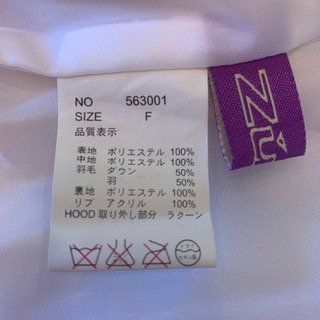 NO 563001
SIZE F
品質表示
表地 ポリエステル 100%
中地 ポリエステル 100%
羽毛 ダウン 50%
羽 50%
裏地 ポリエステル 100%
リブ アクリル 100%
HOOD 取り外し部分 ラクーン